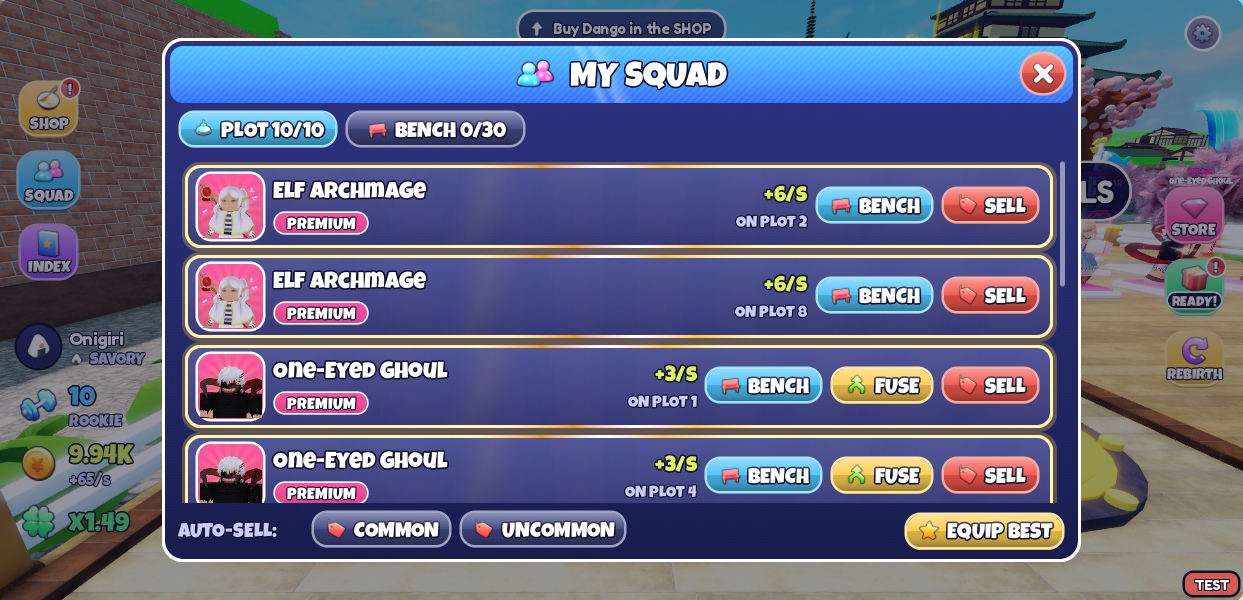 Buy Dango in the SHOP
MY SQUAD
PLOT 10/10
BENCH 0/30
ELF ARCHMAGE
PREMIUM
+6/S
ON PLOT 2
BENCH
SELL
ELF ARCHMAGE
PREMIUM
+6/S
ON PLOT 8
BENCH
SELL
ONE-EYED GHOUL
PREMIUM
+3/S
ON PLOT 1
BENCH
FUSE
SELL
ONE-EYED GHOUL
PREMIUM
+3/S
ON PLOT 4
BENCH
FUSE
SELL
AUTO-SELL:
COMMON
UNCOMMON
EQUIP BEST
!
SHOP
SQUAD
INDEX
Onigiri
SAVORY
10
ROOKIE
9.94K
+65/s
X1.49
LS
ONE-EYED GHOUL
STORE
!
READY!
REBIRTH
TEST